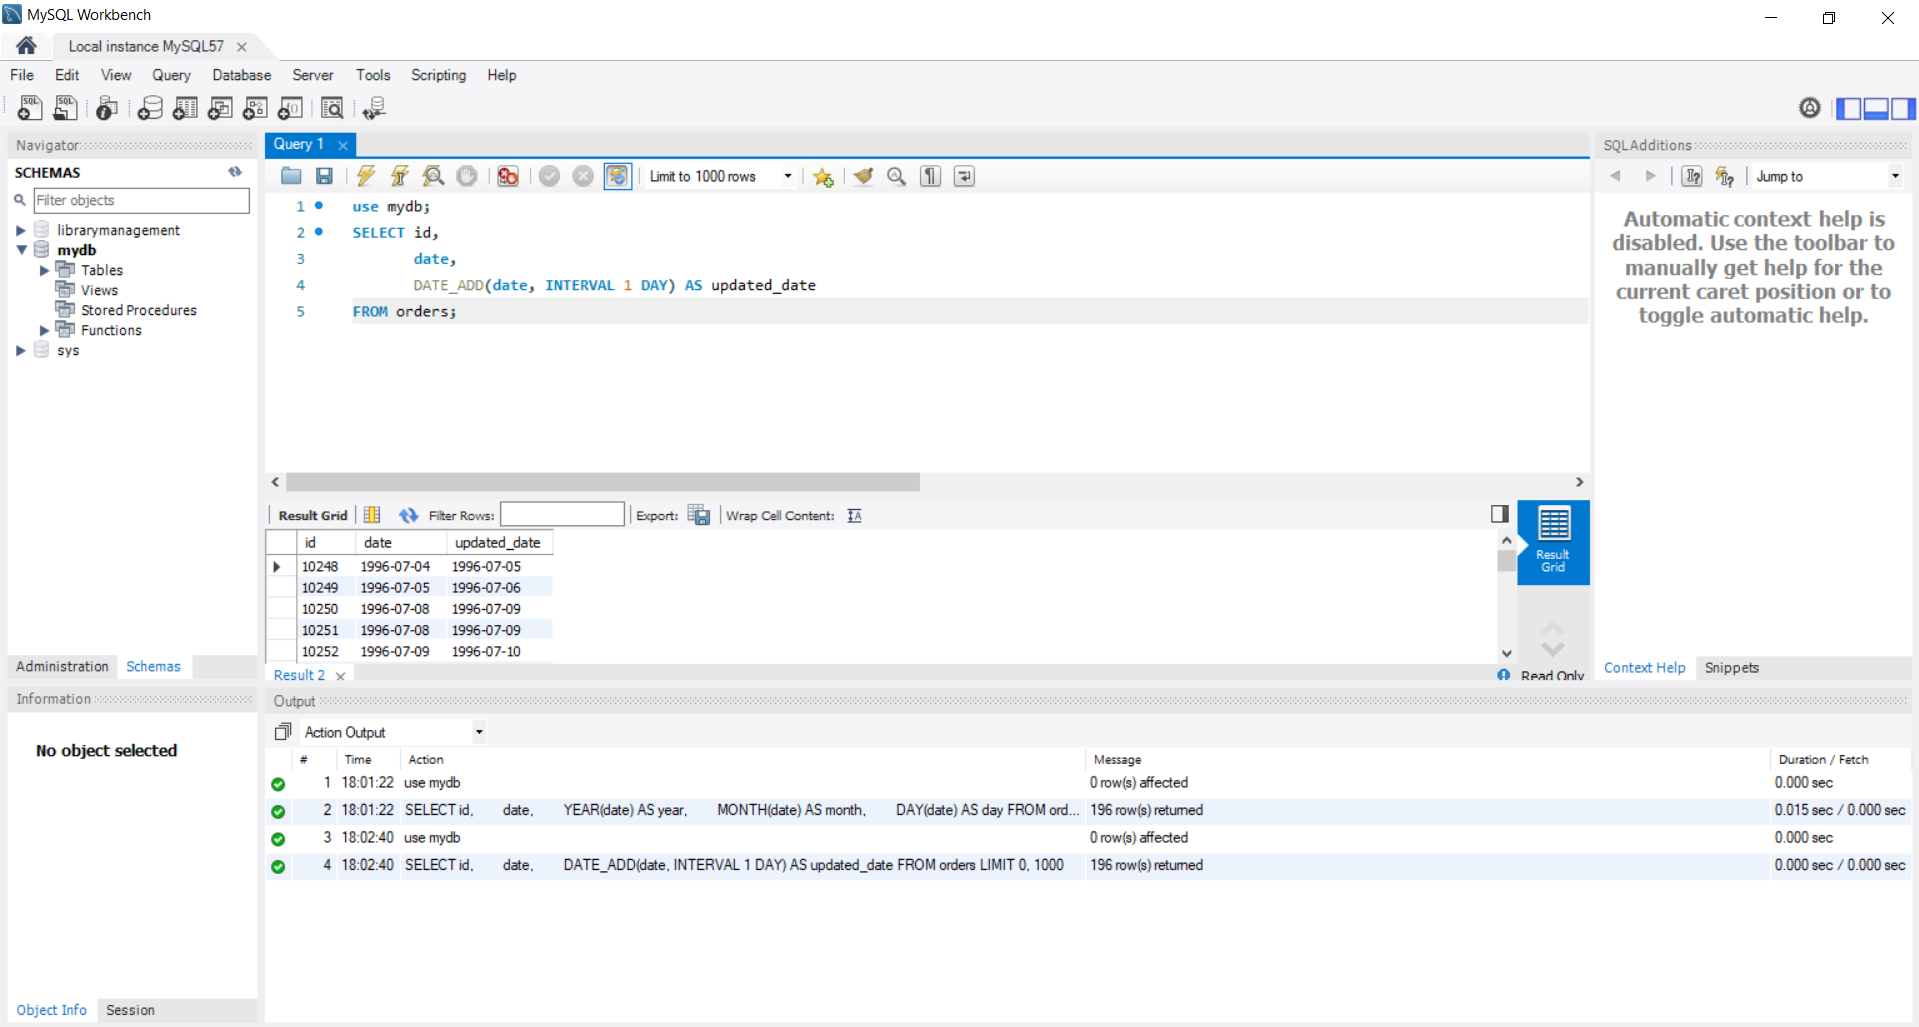 MySQL Workbench
Local instance MySQL57
File Edit View Query Database Server Tools Scripting Help
Navigator
SCHEMAS
Filter objects
librarymanagement
mydb
Tables
Views
Stored Procedures
Functions
sys
Administration Schemas
Information
No object selected
Object Info Session
Query 1
Limit to 1000 rows
1 use mydb;
2 SELECT id,
3 date,
4 DATE_ADD(date, INTERVAL 1 DAY) AS updated_date
5 FROM orders;
Result Grid Filter Rows: Export: Wrap Cell Content:
id date updated_date
10248 1996-07-04 1996-07-05
10249 1996-07-05 1996-07-06
10250 1996-07-08 1996-07-09
10251 1996-07-08 1996-07-09
10252 1996-07-09 1996-07-10
Result
Grid
Result 2
Read Only
SQLAdditions
Jump to
Automatic context help is
disabled. Use the toolbar to
manually get help for the
current caret position or to
toggle automatic help.
Context Help Snippets
Output
Action Output
# Time Action Message Duration / Fetch
1 18:01:22 use mydb 0 row(s) affected 0.000 sec
2 18:01:22 SELECT id, date, YEAR(date) AS year, MONTH(date) AS month, DAY(date) AS day FROM ord... 196 row(s) returned 0.015 sec / 0.000 sec
3 18:02:40 use mydb 0 row(s) affected 0.000 sec
4 18:02:40 SELECT id, date, DATE_ADD(date, INTERVAL 1 DAY) AS updated_date FROM orders LIMIT 0, 1000 196 row(s) returned 0.000 sec / 0.000 sec